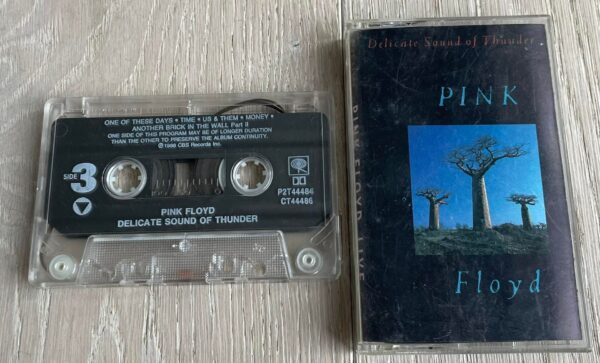 ONE OF THESE DAYS • TIME • US & THEM • MONEY •
ANOTHER BRICK IN THE WALL Part II
ONE SIDE OF THIS PROGRAM MAY BE OF LONGER DURATION
THAN THE OTHER TO PRESERVE THE ALBUM CONTINUITY.
℗ 1988 CBS Records Inc.
SIDE 3
P2T44484
CT44486
PINK FLOYD
DELICATE SOUND OF THUNDER
Delicate Sound of Thunder
PINK
Floyd
PINK FLOYD LIVE